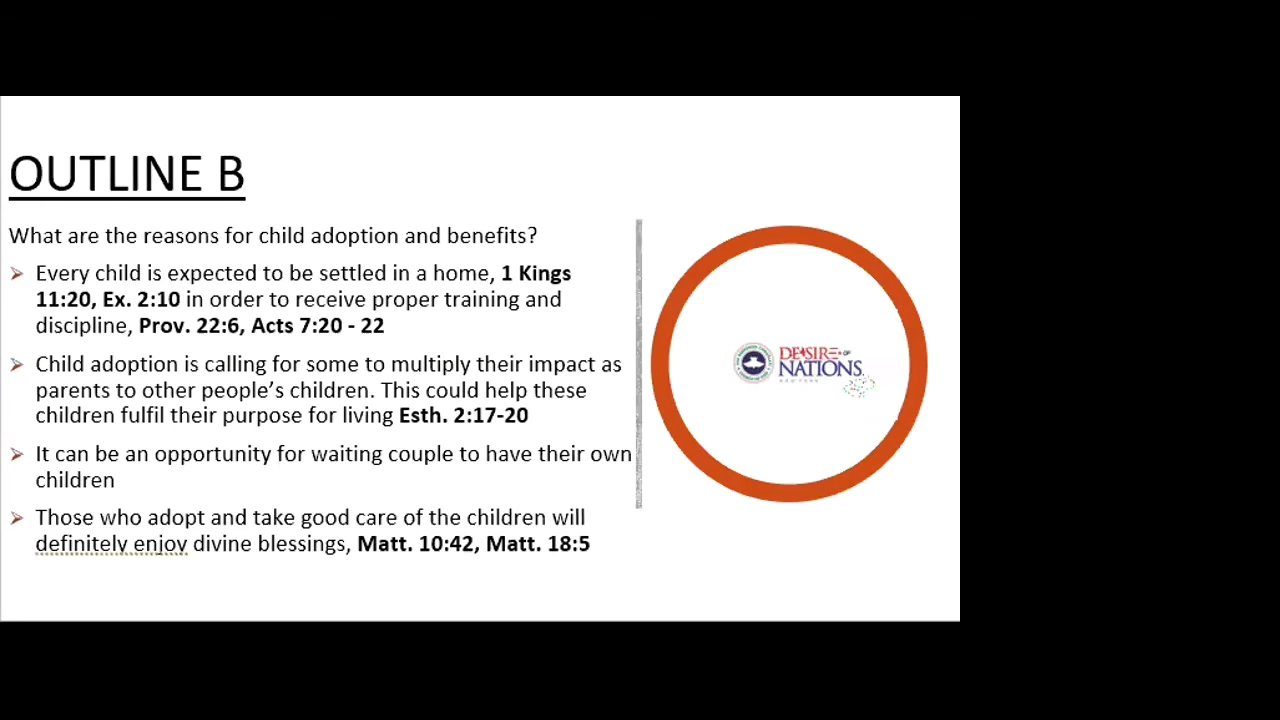 OUTLINE B
What are the reasons for child adoption and benefits?
Every child is expected to be settled in a home, 1 Kings
11:20, Ex. 2:10 in order to receive proper training and
discipline, Prov. 22:6, Acts 7:20 - 22
Child adoption is calling for some to multiply their impact as
parents to other people’s children. This could help these
children fulfil their purpose for living Esth. 2:17-20
It can be an opportunity for waiting couple to have their own
children
Those who adopt and take good care of the children will
definitely enjoy divine blessings, Matt. 10:42, Matt. 18:5
DESIRE OF
NATIONS
NEW YORK